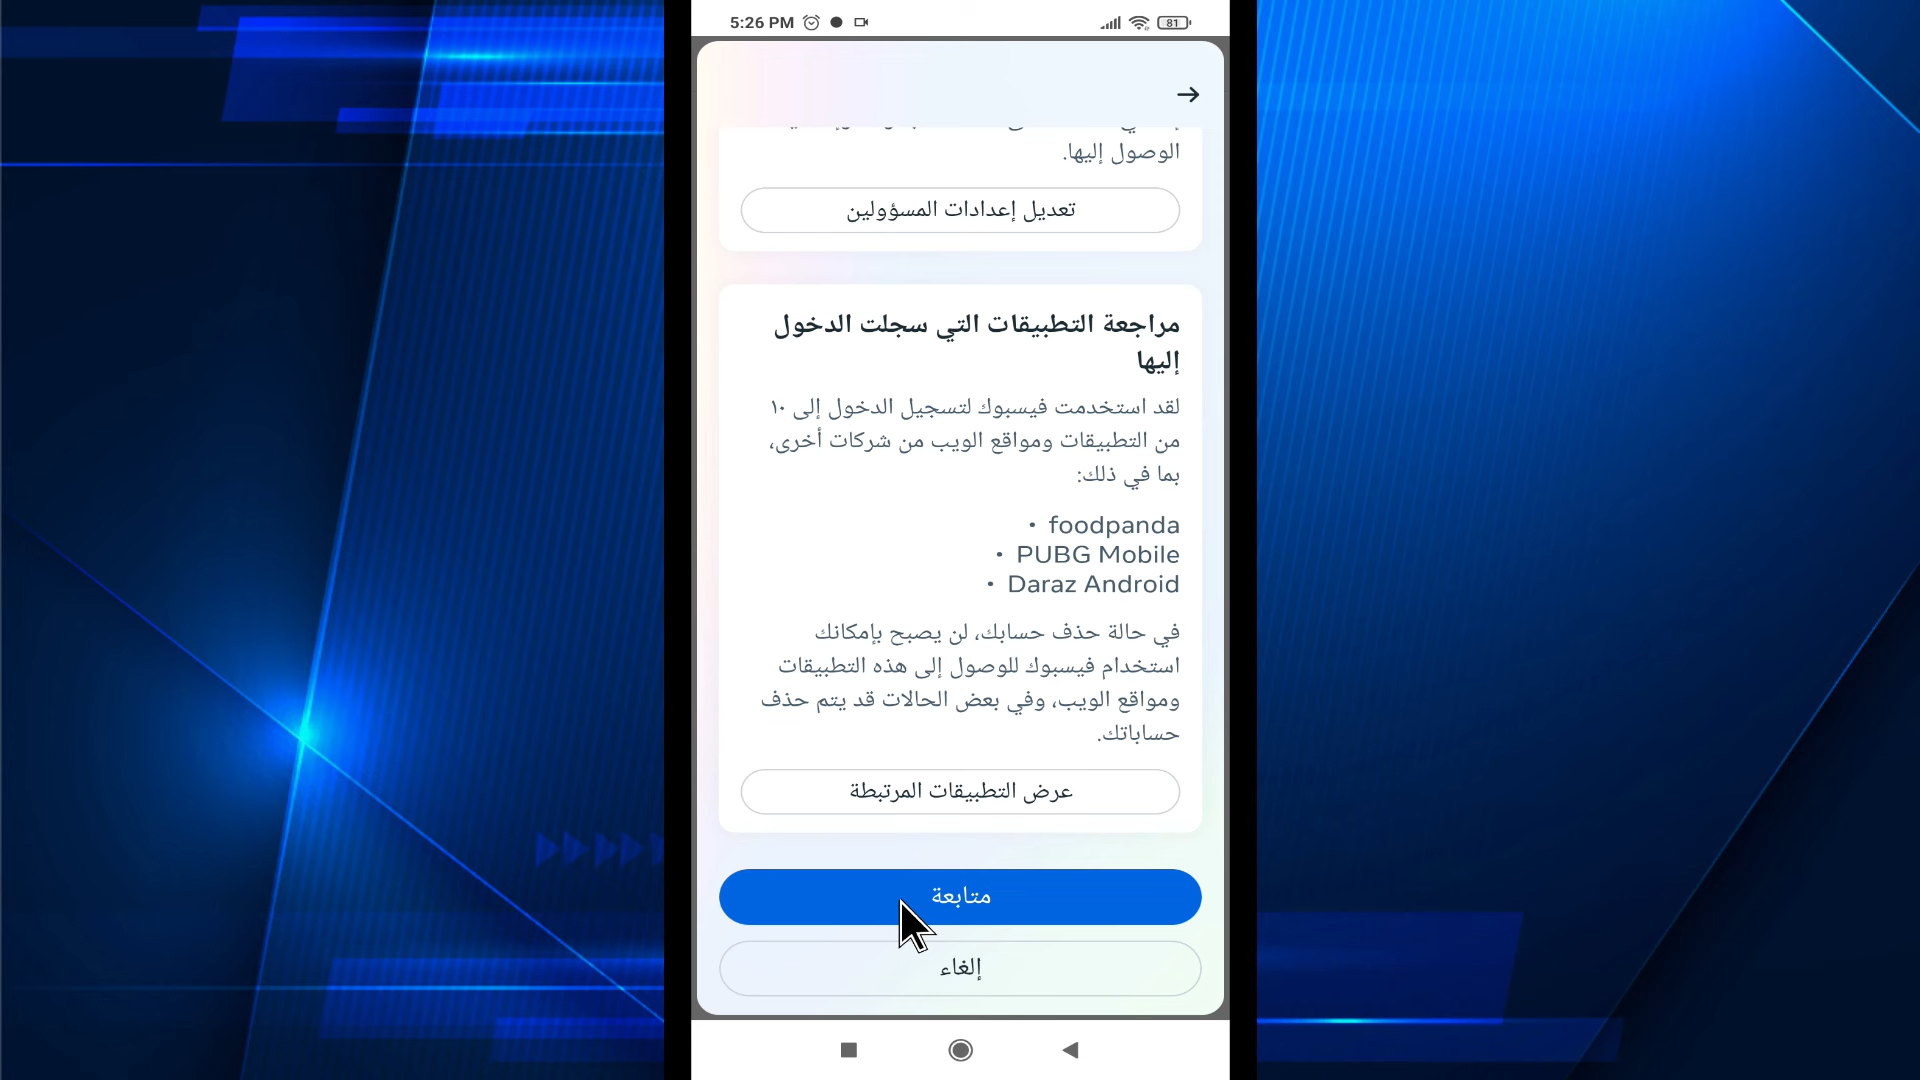 5:26 PM
81
الوصول إليها.
تعديل إعدادات المسؤولين
مراجعة التطبيقات التي سجلت الدخول
إليها
لقد استخدمت فيسبوك لتسجيل الدخول إلى ١٠
من التطبيقات ومواقع الويب من شركات أخرى،
بما في ذلك:
• foodpanda
• PUBG Mobile
• Daraz Android
في حالة حذف حسابك، لن يصبح بإمكانك
استخدام فيسبوك للوصول إلى هذه التطبيقات
ومواقع الويب، وفي بعض الحالات قد يتم حذف
حساباتك.
عرض التطبيقات المرتبطة
متابعة
إلغاء